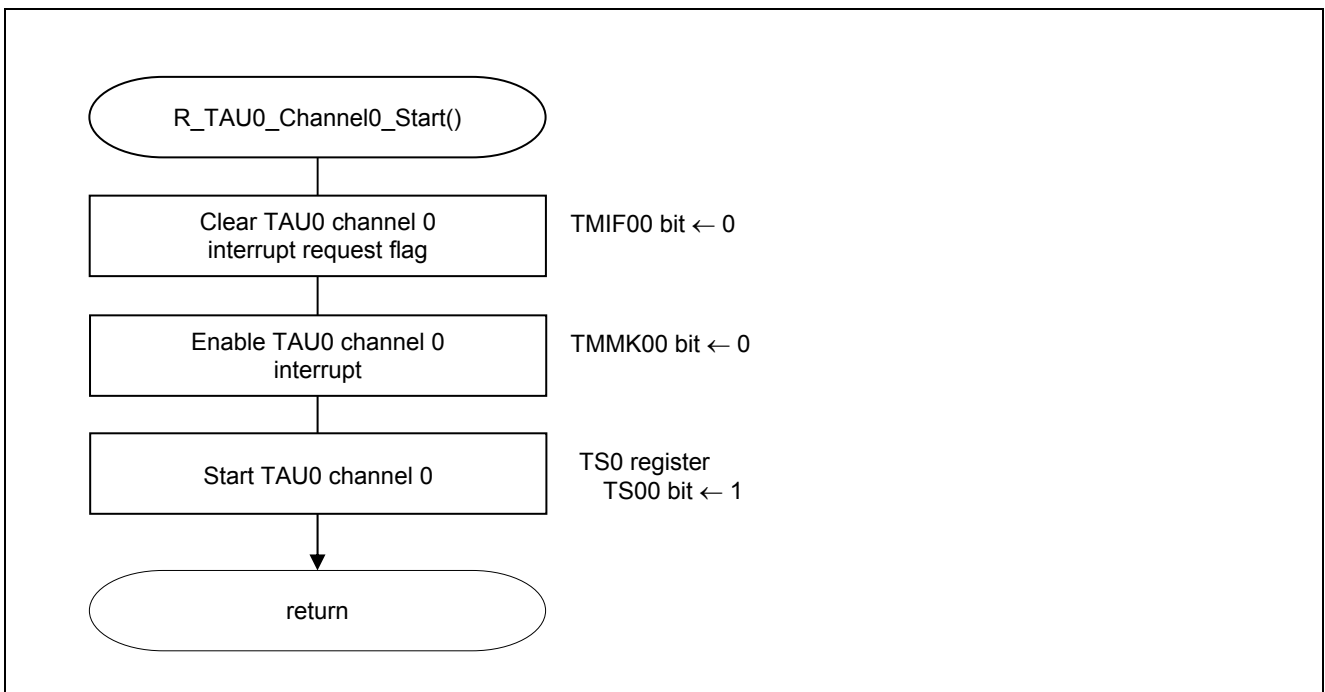 R_TAU0_Channel0_Start()
Clear TAU0 channel 0
interrupt request flag
TMIF00 bit ← 0
Enable TAU0 channel 0
interrupt
TMMK00 bit ← 0
Start TAU0 channel 0
TS0 register
TS00 bit ← 1
return